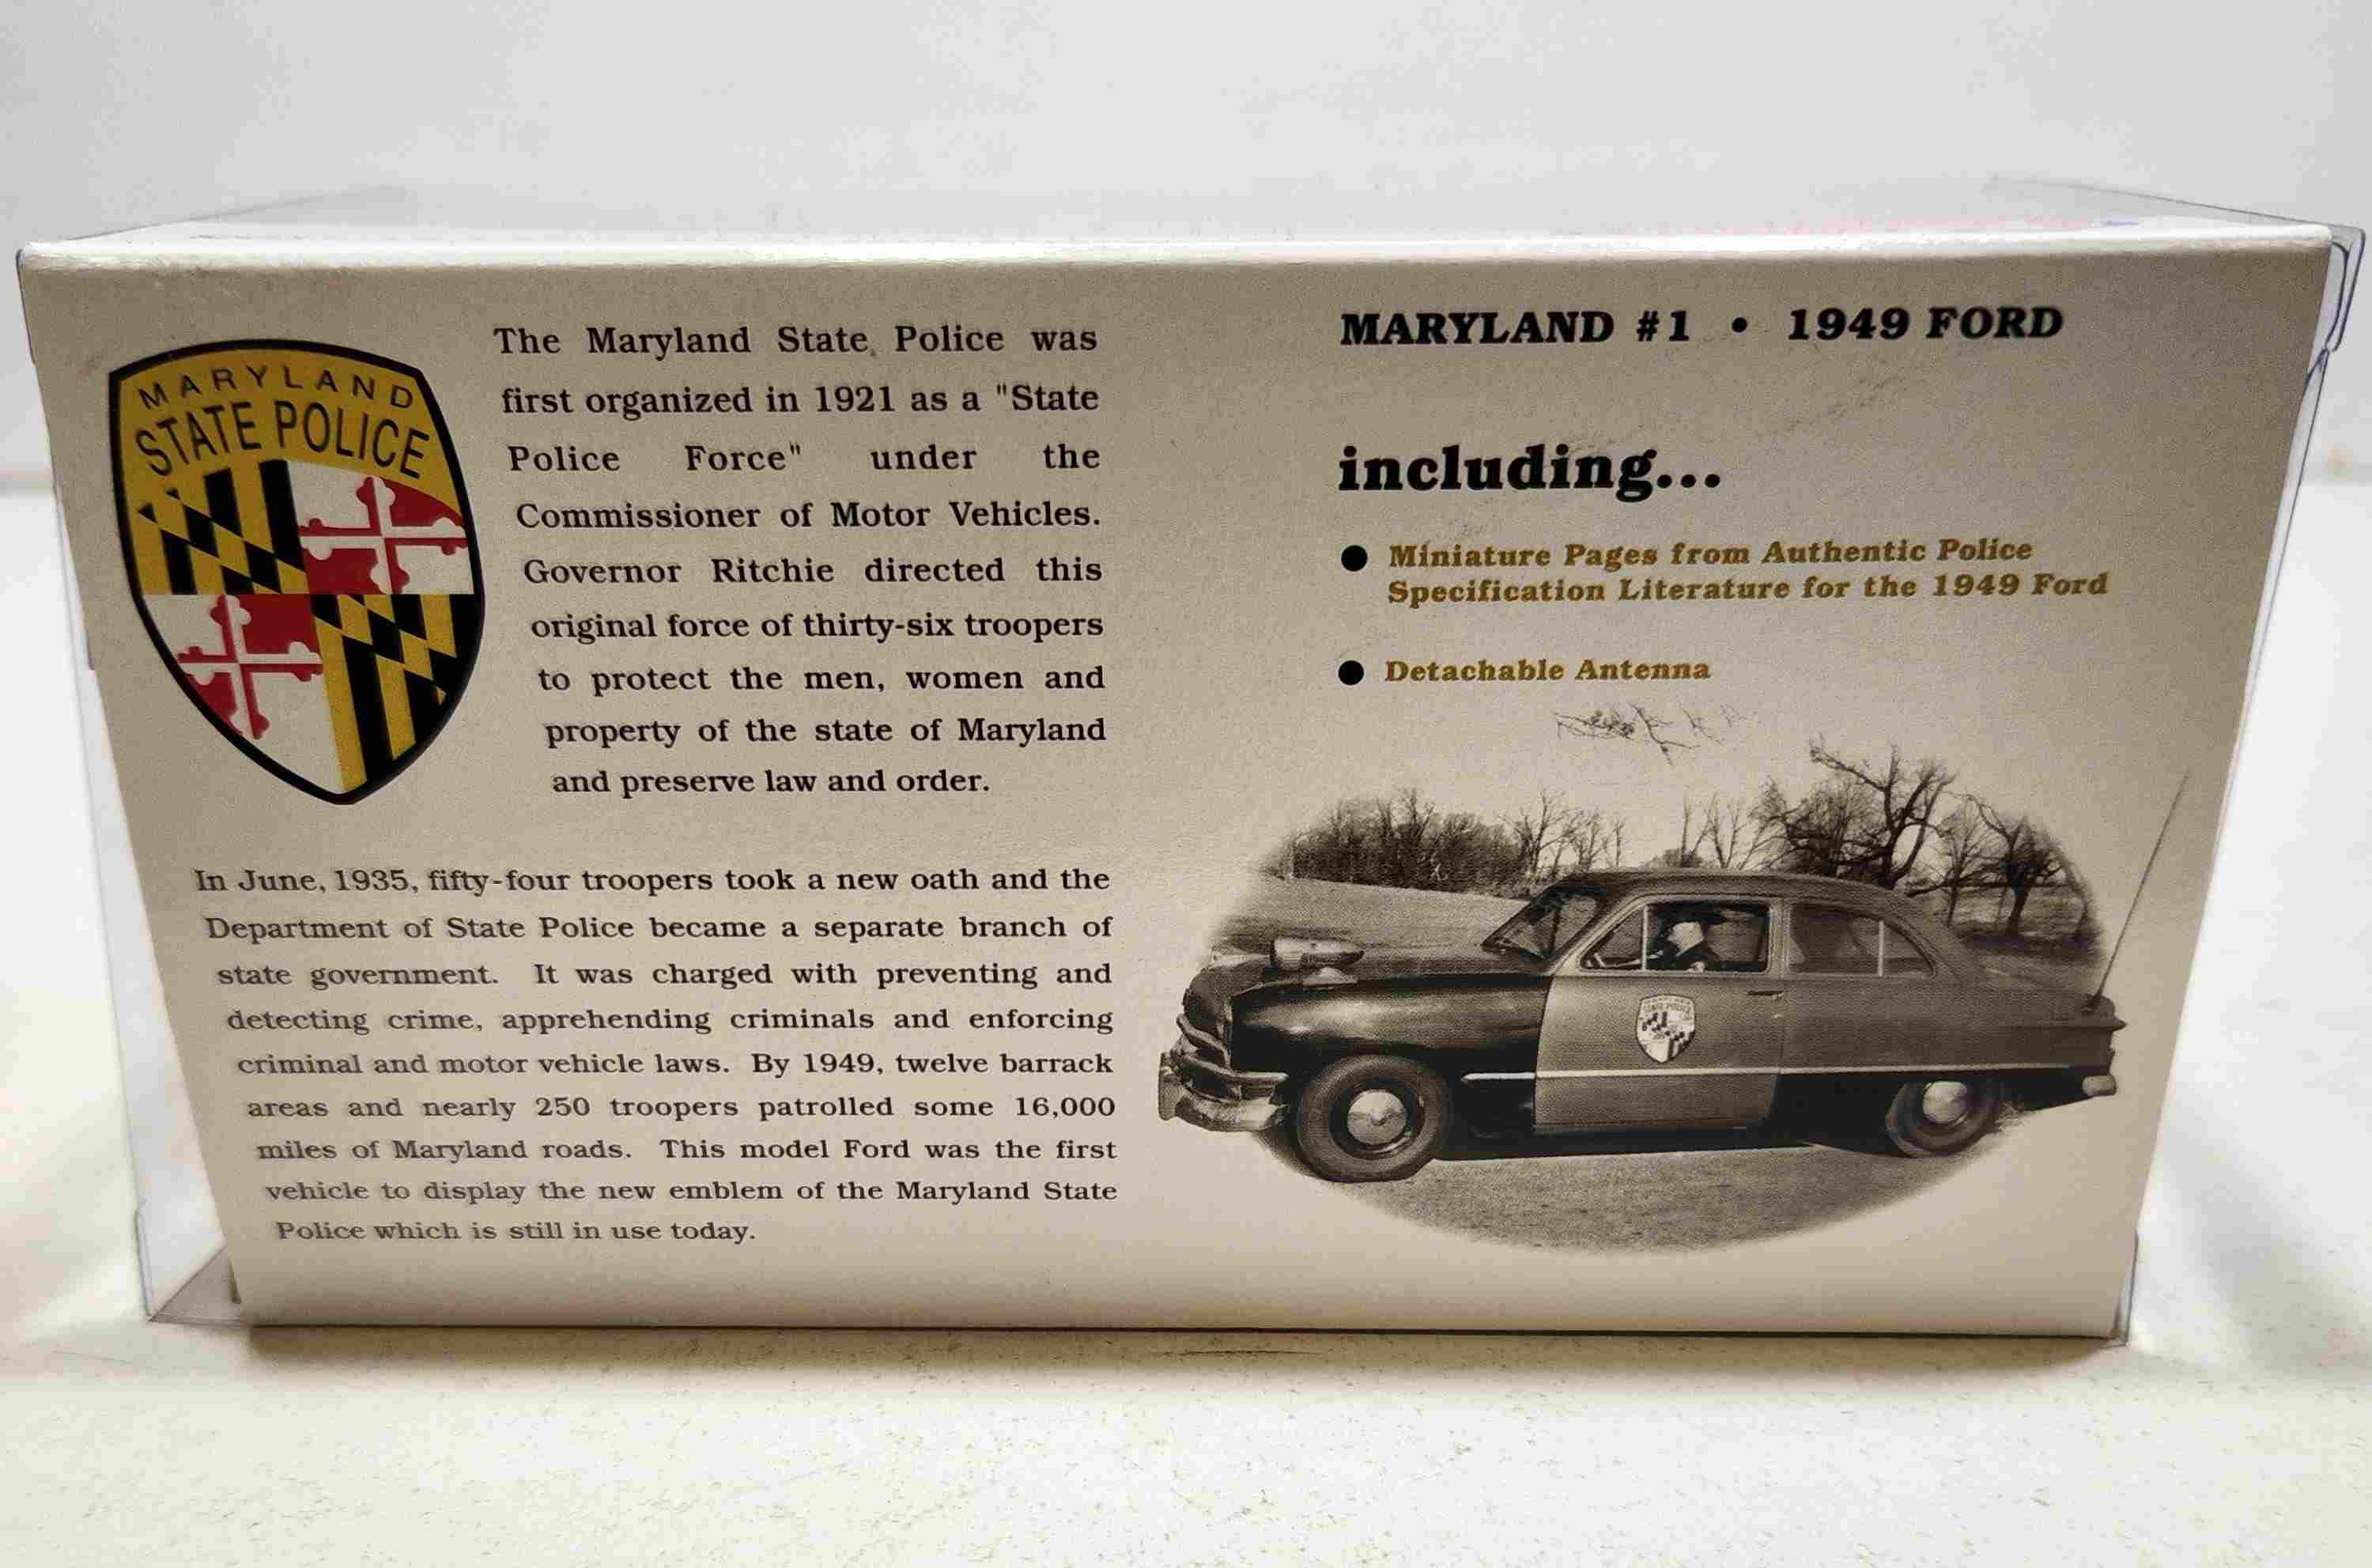 MARYLAND
STATE POLICE
The Maryland State Police was
first organized in 1921 as a "State
Police Force" under the
Commissioner of Motor Vehicles.
Governor Ritchie directed this
original force of thirty-six troopers
to protect the men, women and
property of the state of Maryland
and preserve law and order.
In June, 1935, fifty-four troopers took a new oath and the
Department of State Police became a separate branch of
state government. It was charged with preventing and
detecting crime, apprehending criminals and enforcing
criminal and motor vehicle laws. By 1949, twelve barrack
areas and nearly 250 troopers patrolled some 16,000
miles of Maryland roads. This model Ford was the first
vehicle to display the new emblem of the Maryland State
Police which is still in use today.
MARYLAND #1 • 1949 FORD
including...
● Miniature Pages from Authentic Police
Specification Literature for the 1949 Ford
● Detachable Antenna
MARYLAND
STATE POLICE